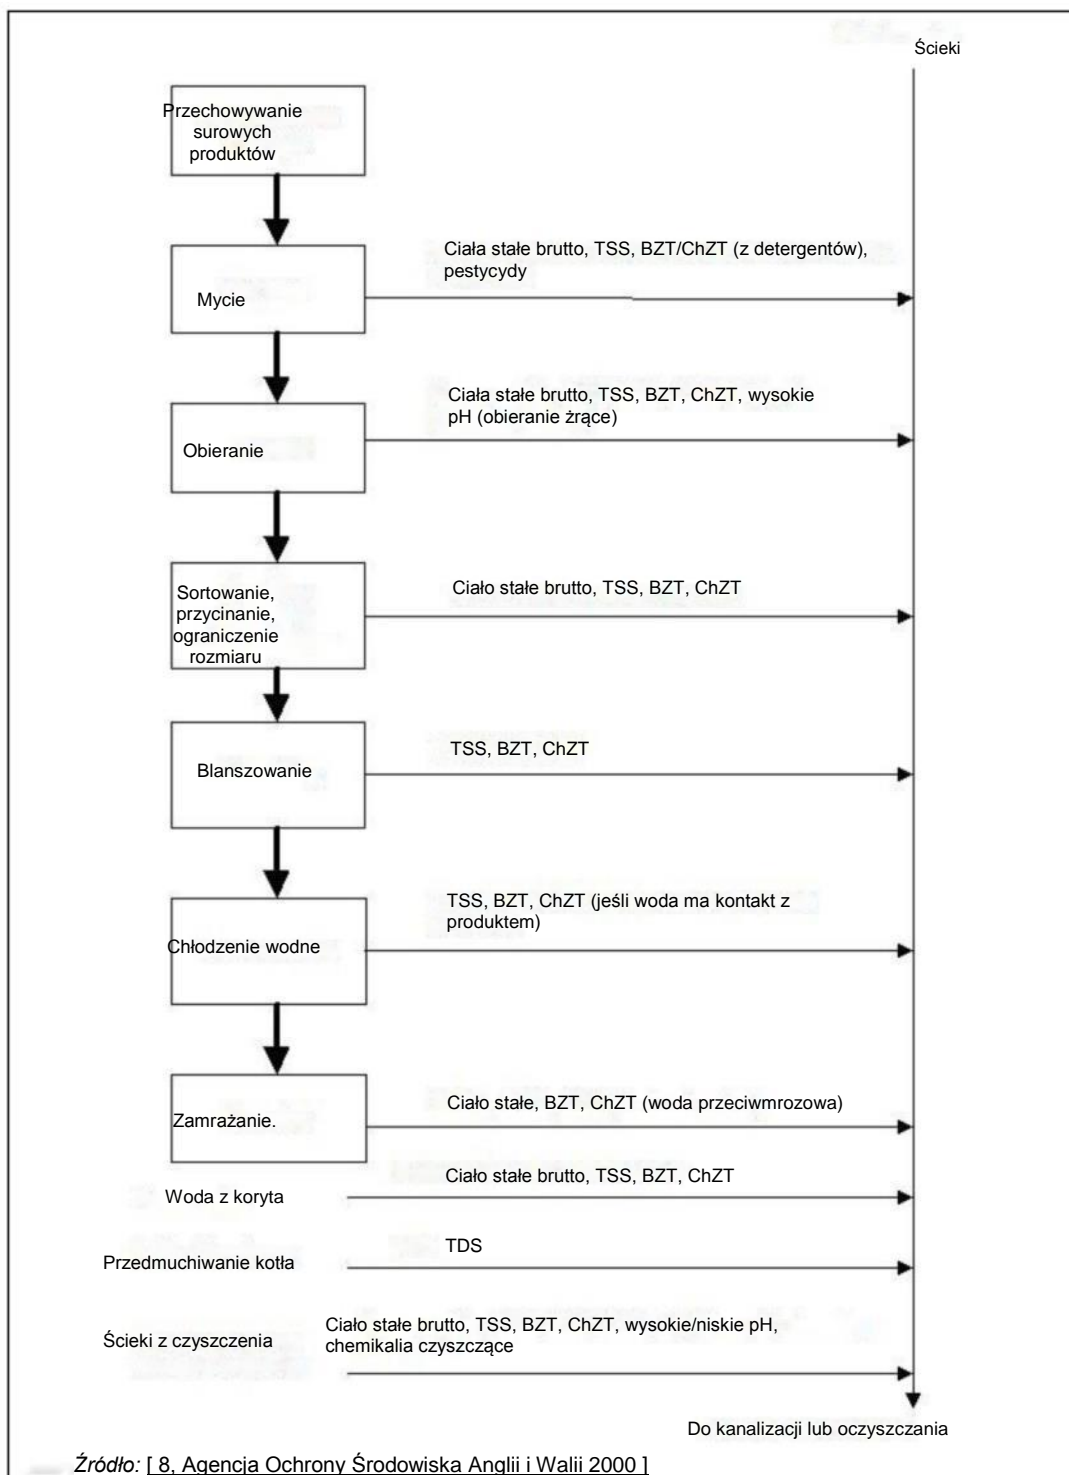 Ścieki
Przechowywanie
surowych
produktów
Ciała stałe brutto, TSS, BZT/ChZT (z detergentów),
pestycydy
Mycie
Ciała stałe brutto, TSS, BZT, ChZT, wysokie
pH (obieranie żrące)
Obieranie
Sortowanie,
przycinanie,
ograniczenie
rozmiaru
Ciało stałe brutto, TSS, BZT, ChZT
TSS, BZT, ChZT
Blanszowanie
TSS, BZT, ChZT (jeśli woda ma kontakt z
produktem)
Chłodzenie wodne
Ciało stałe, BZT, ChZT (woda przeciwmrozowa)
Zamrażanie.
Ciało stałe brutto, TSS, BZT, ChZT
Woda z koryta
TDS
Przedmuchiwanie kotła
Ciało stałe brutto, TSS, BZT, ChZT, wysokie/niskie pH,
chemikalia czyszczące
Ścieki z czyszczenia
Do kanalizacji lub oczyszczania
Źródło: [ 8, Agencja Ochrony Środowiska Anglii i Walii 2000 ]